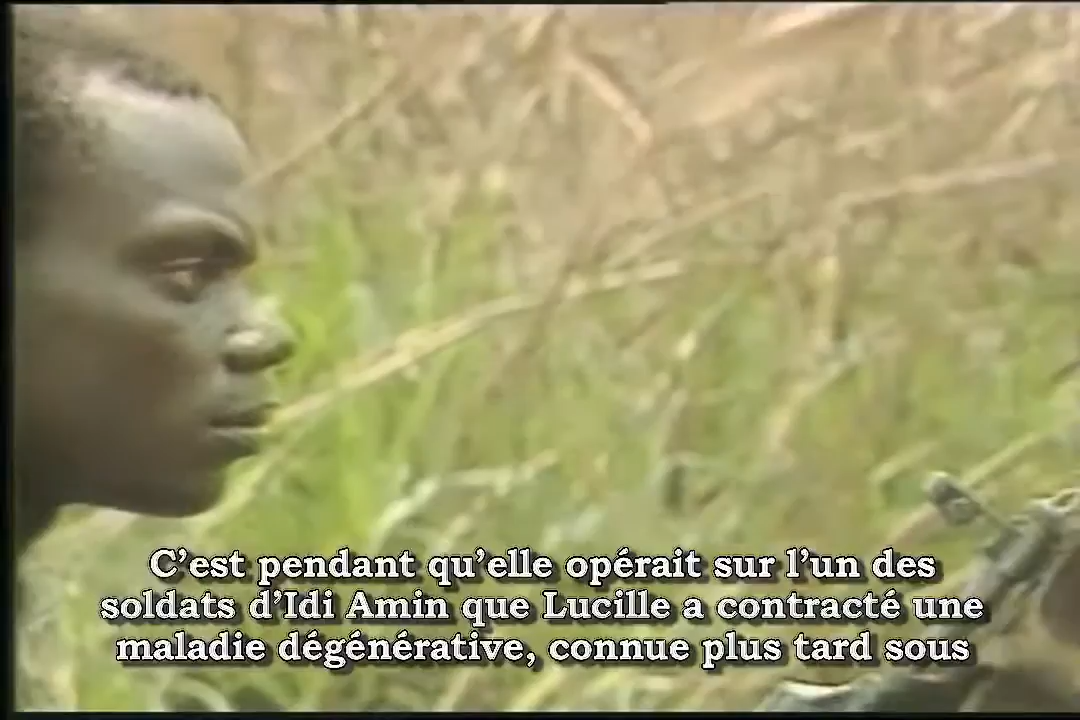 C’est pendant qu’elle opérait sur l’un des
soldats d’Idi Amin que Lucille a contracté une
maladie dégénérative, connue plus tard sous